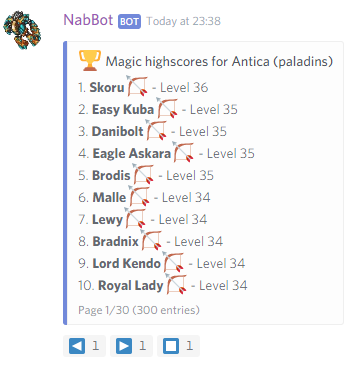 NabBot BOT Today at 23:38
Magic highscores for Antica (paladins)
1. Skoru - Level 36
2. Easy Kuba - Level 35
3. Danibolt - Level 35
4. Eagle Askara - Level 35
5. Brodis - Level 35
6. Malle - Level 34
7. Lewy - Level 34
8. Bradnix - Level 34
9. Lord Kendo - Level 34
10. Royal Lady - Level 34
Page 1/30 (300 entries)
1 1 1